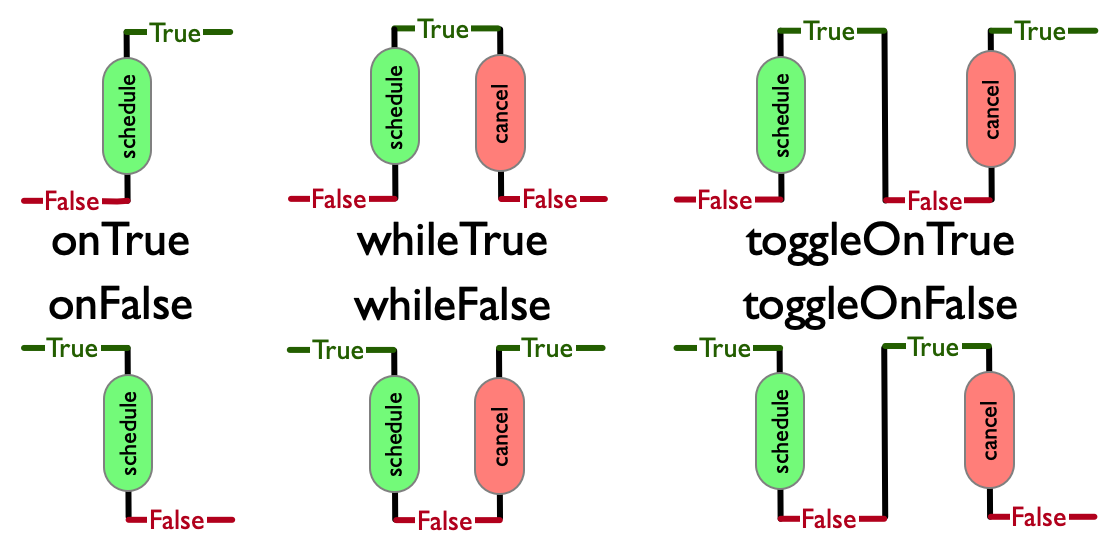 True True True True
schedule schedule cancel schedule cancel
False False False False False
onTrue whileTrue toggleOnTrue
onFalse whileFalse toggleOnFalse
True True True True True
schedule schedule cancel schedule cancel
False False False False